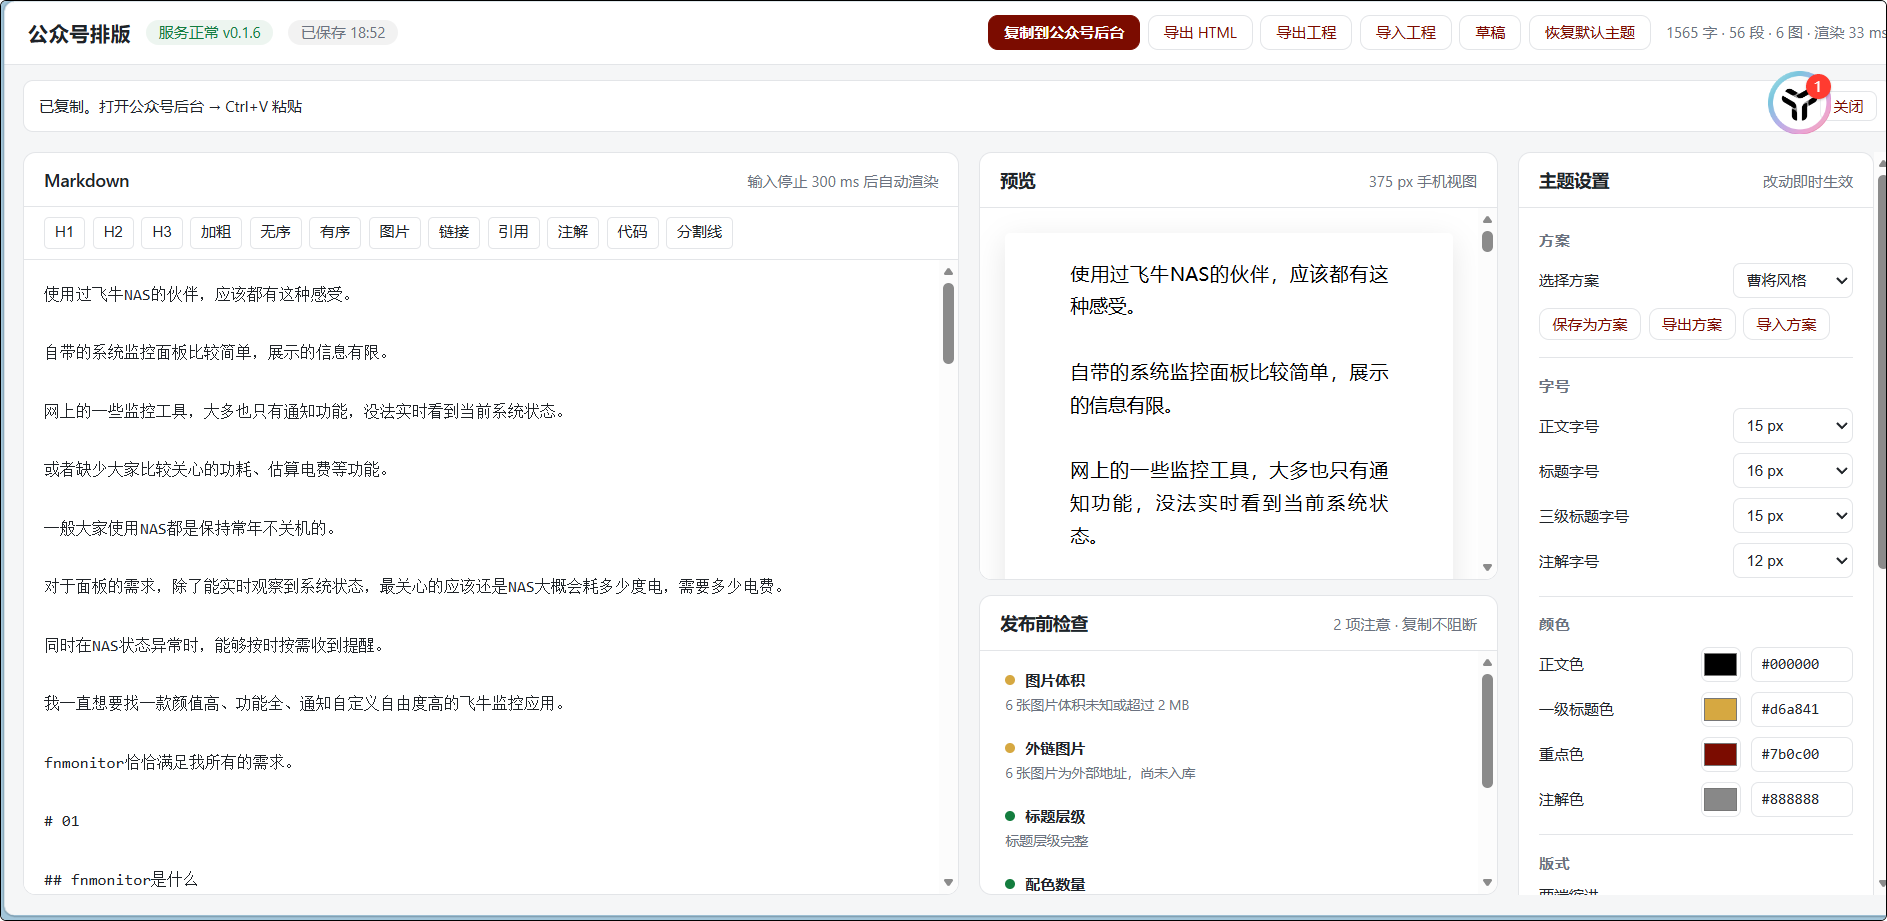 公众号排版 服务正常 v0.1.6 已保存 18:52 复制到公众号后台 导出 HTML 导出工程 导入工程 草稿 恢复默认主题 1565 字 · 56 段 · 6 图 · 渲染 33 ms
已复制。打开公众号后台 → Ctrl+V 粘贴
1
关闭
Markdown 输入停止 300 ms 后自动渲染
H1 H2 H3 加粗 无序 有序 图片 链接 引用 注解 代码 分割线
使用过飞牛NAS的伙伴，应该都有这种感受。
自带的系统监控面板比较简单，展示的信息有限。
网上的一些监控工具，大多也只有通知功能，没法实时看到当前系统状态。
或者缺少大家比较关心的功耗、估算电费等功能。
一般大家使用NAS都是保持常年不关机的。
对于面板的需求，除了能实时观察到系统状态，最关心的应该还是NAS大概会耗多少度电，需要多少电费。
同时在NAS状态异常时，能够按时按需收到提醒。
我一直想要找一款颜值高、功能全、通知自定义自由度高的飞牛监控应用。
fnmonitor恰恰满足我所有的需求。
# 01
## fnmonitor是什么
预览 375 px 手机视图
使用过飞牛NAS的伙伴，应该都有这
种感受。
自带的系统监控面板比较简单，展示
的信息有限。
网上的一些监控工具，大多也只有通
知功能，没法实时看到当前系统状
态。
发布前检查 2 项注意 · 复制不阻断
图片体积
6 张图片体积未知或超过 2 MB
外链图片
6 张图片为外部地址，尚未入库
标题层级
标题层级完整
配色数量
主题设置 改动即时生效
方案
选择方案 曹将风格
保存为方案 导出方案 导入方案
字号
正文字号 15 px
标题字号 16 px
三级标题字号 15 px
注解字号 12 px
颜色
正文色 #000000
一级标题色 #d6a841
重点色 #7b0c00
注解色 #888888
版式
两端缩进